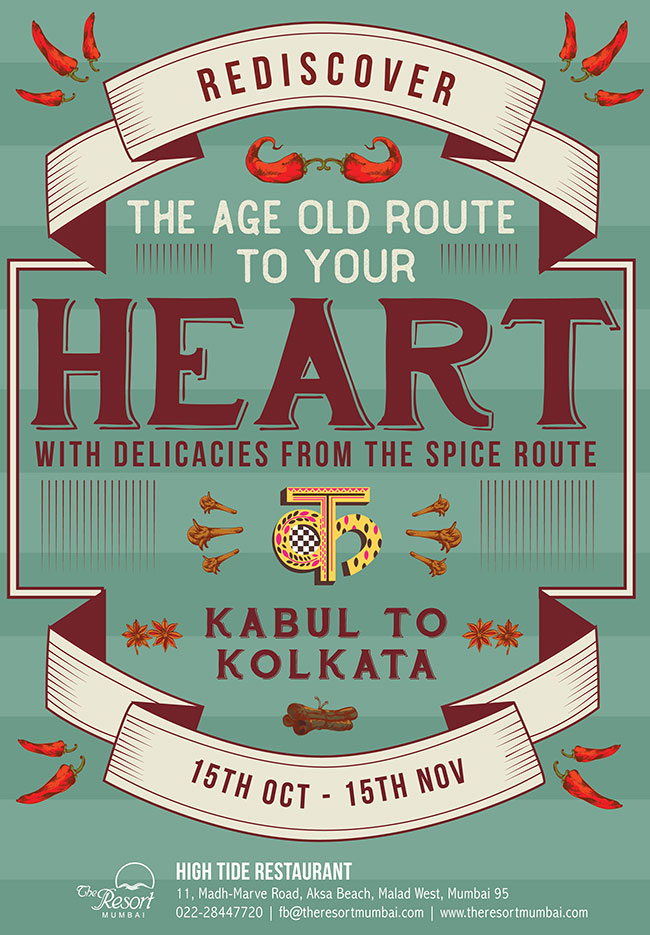 REDISCOVER
THE AGE OLD ROUTE
TO YOUR
HEART
WITH DELICACIES FROM THE SPICE ROUTE
क
KABUL TO
KOLKATA
15TH OCT - 15TH NOV
The
Resort
MUMBAI
HIGH TIDE RESTAURANT
11, Madh-Marve Road, Aksa Beach, Malad West, Mumbai 95
022-28447720 | fb@theresortmumbai.com | www.theresortmumbai.com